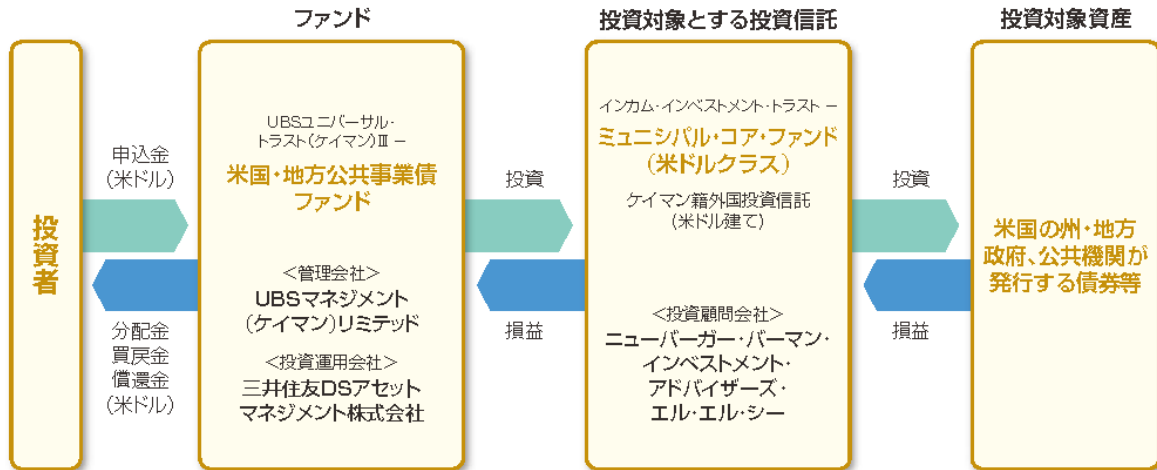 ファンド
投資対象とする投資信託
投資対象資産
投資者
申込金
(米ドル)
分配金
買戻金
償還金
(米ドル)
UBSユニバーサル・
トラスト(ケイマン)Ⅲ－
米国・地方公共事業債
ファンド
＜管理会社＞
UBSマネジメント
(ケイマン)リミテッド
＜投資運用会社＞
三井住友DSアセット
マネジメント株式会社
投資
損益
インカム・インベストメント・トラスト－
ミュニシパル・コア・ファンド
(米ドルクラス)
ケイマン籍外国投資信託
(米ドル建て)
＜投資顧問会社＞
ニューバーガー・バーマン・
インベストメント・
アドバイザーズ・
エル・エル・シー
投資
損益
米国の州・地方
政府、公共機関が
発行する債券等